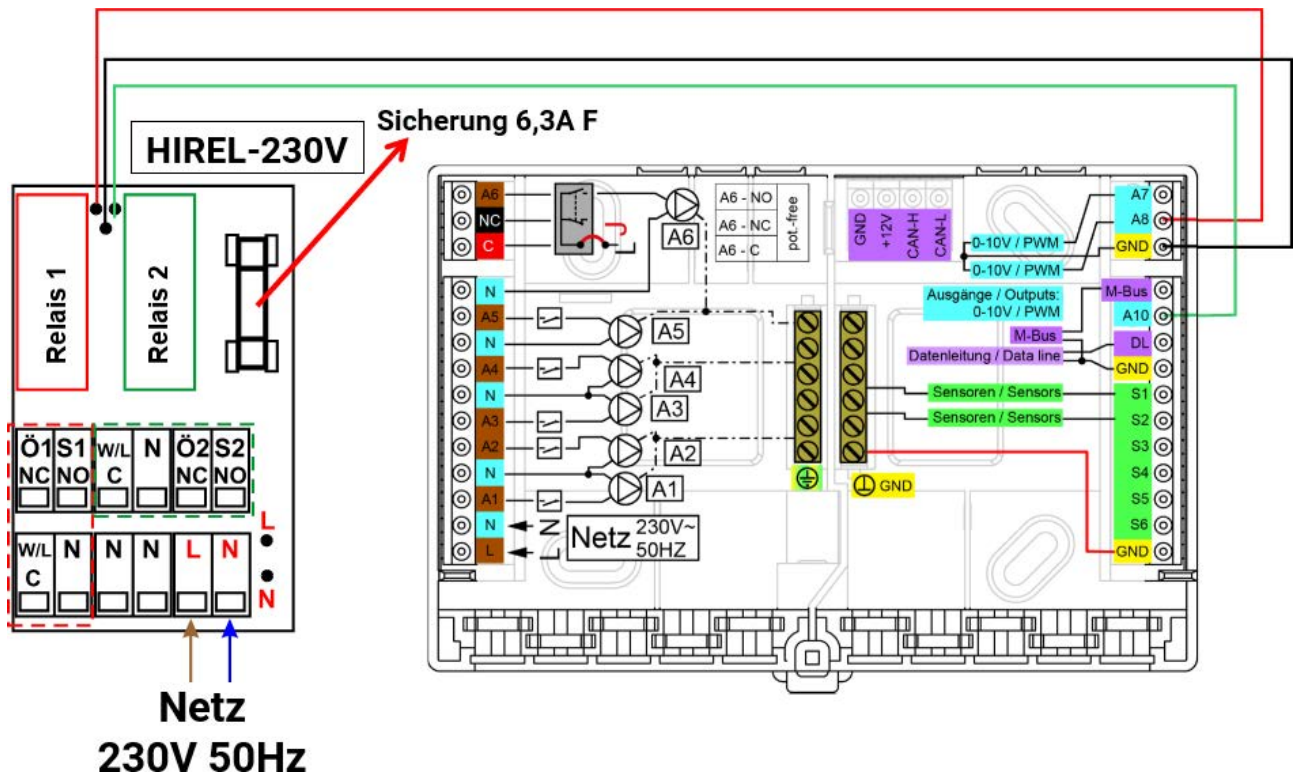 Sicherung 6,3A F
HIREL-230V
Relais 1
Relais 2
Ö1 S1 W/L N Ö2 S2
NC NO C NC NO
L
W/L N N N L N
C
N
Netz
230V 50Hz
A6
NC
C
N
A5
N
A4
N
A3
A2
N
A1
N
L
A6
A5
A4
A3
A2
A1
N
L
Netz 230V~
50HZ
A6 - NO
A6 - NC
A6 - C
pot.-free
GND
+12V
CAN-H
CAN-L
0-10V / PWM
0-10V / PWM
Ausgänge / Outputs:
0-10V / PWM
M-Bus
Datenleitung / Data line
Sensoren / Sensors
Sensoren / Sensors
GND
A7
A8
GND
M-Bus
A10
DL
GND
S1
S2
S3
S4
S5
S6
GND